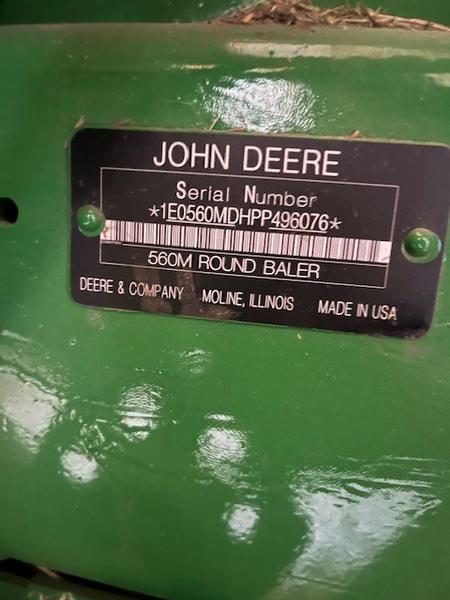 JOHN DEERE
Serial Number
*1E0560MDHPP496076*
560M ROUND BALER
DEERE & COMPANY MOLINE, ILLINOIS MADE IN USA